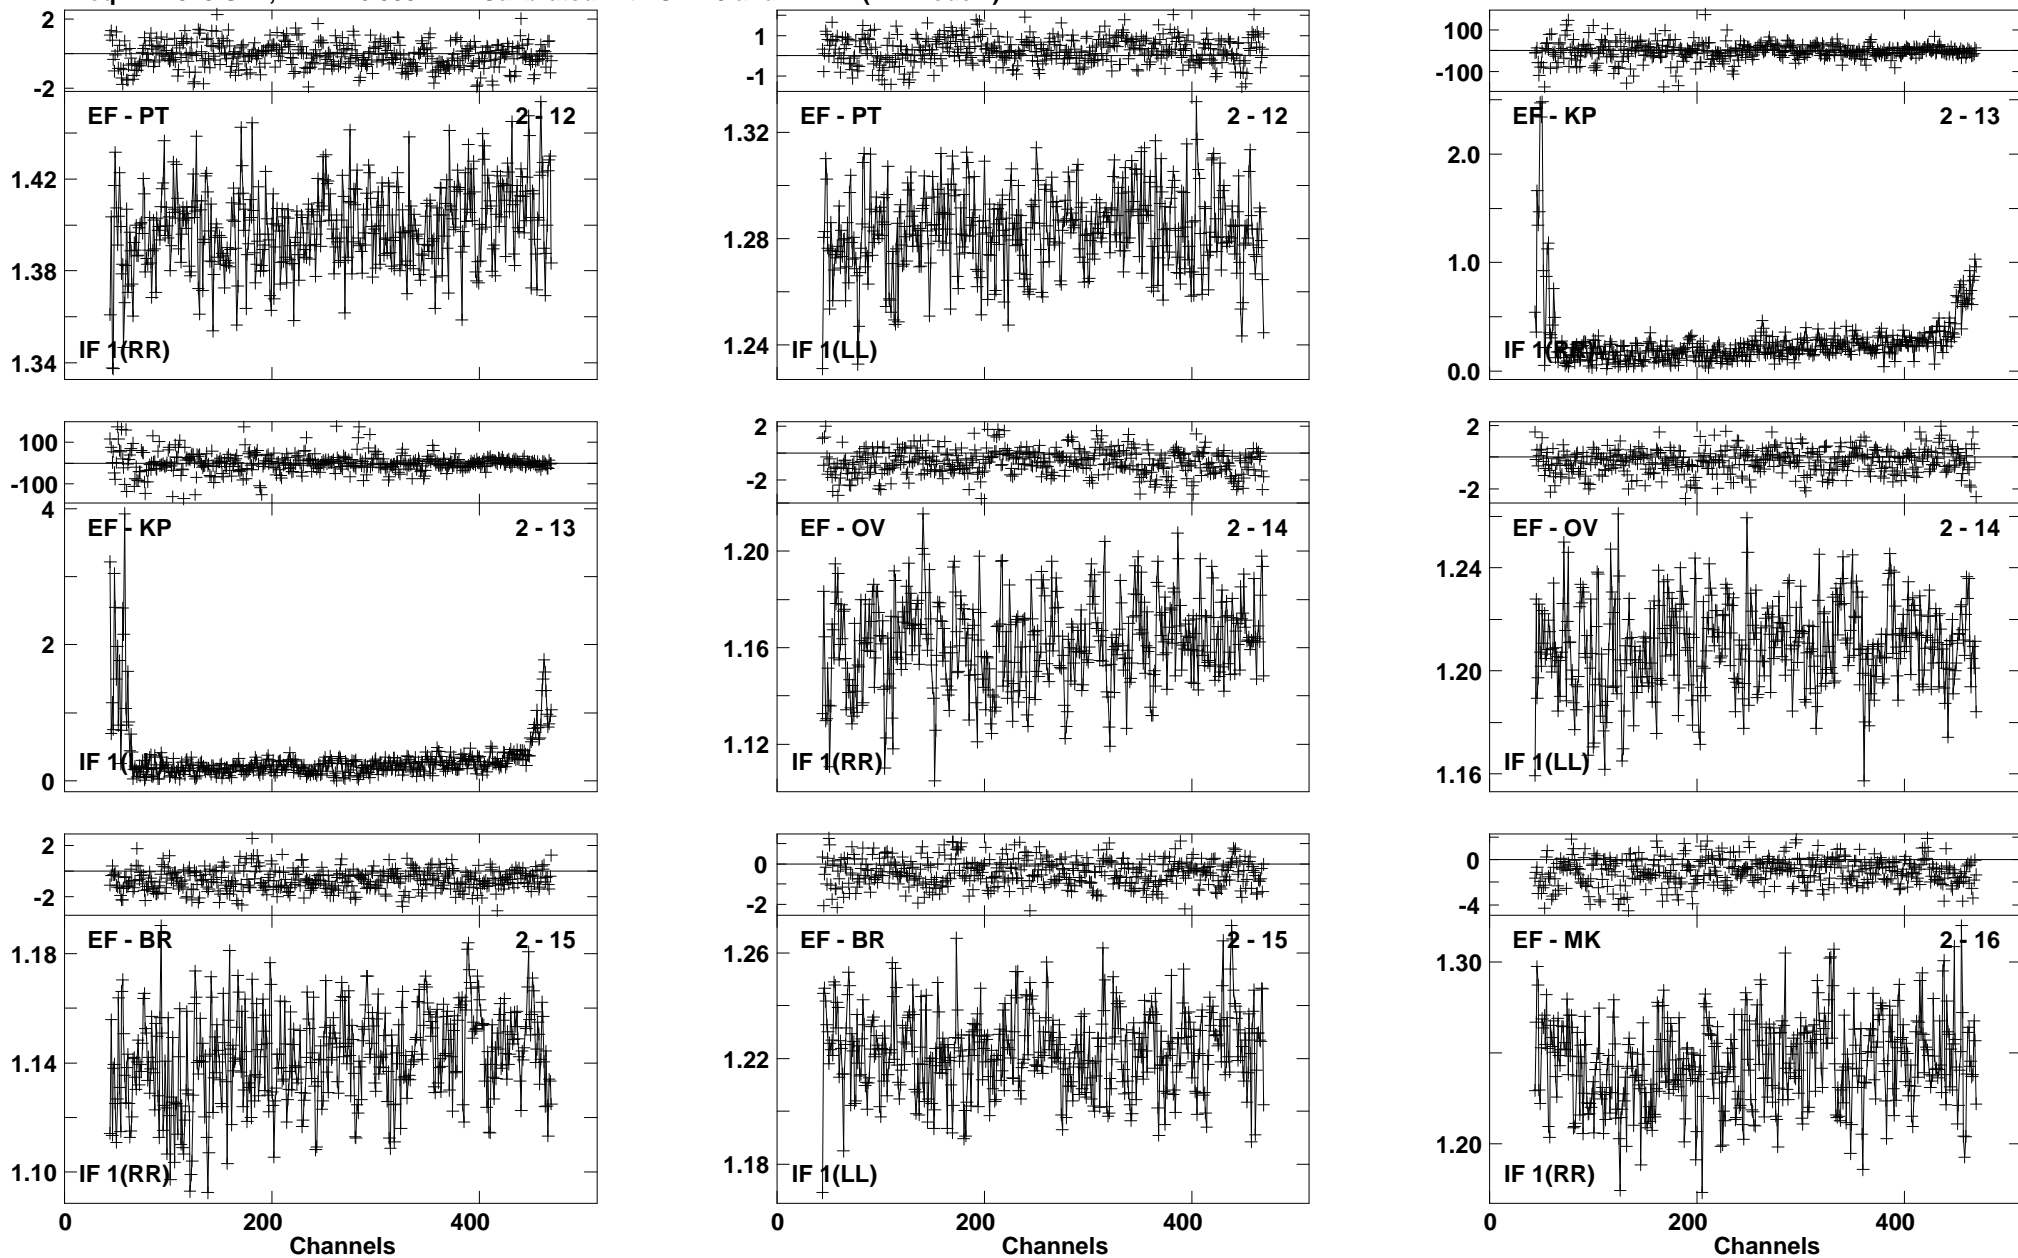 2
-2
EF - PT
2 - 12
1.42
1.38
1.34
IF 1(RR)
1
-1
EF - PT
2 - 12
1.32
1.28
1.24
IF 1(LL)
100
-100
EF - KP
2 - 13
2.0
1.0
0.0
IF 1(RR)
100
-100
4
EF - KP
2 - 13
2
0
2
-2
EF - OV
2 - 14
1.20
1.16
1.12
IF 1(RR)
2
-2
EF - OV
2 - 14
1.24
1.20
1.16
IF 1(LL)
2
-2
EF - BR
2 - 15
1.18
1.14
1.10
IF 1(RR)
0 200 400
Channels
0
-2
EF - BR
2 - 15
1.26
1.22
1.18
IF 1(LL)
0 200 400
Channels
0
-4
EF - MK
2 - 16
1.30
1.20
IF 1(RR)
0 200 400
Channels